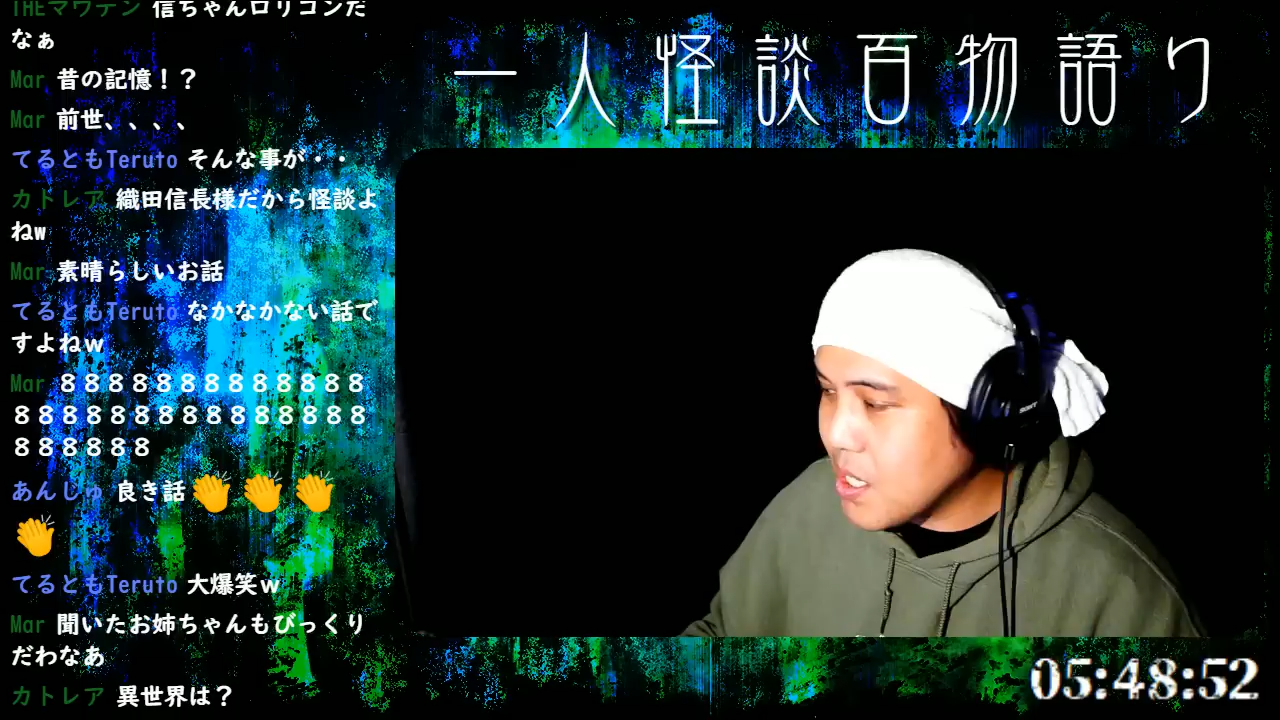 THEマウテン 信ちゃんロリコンだ
なぁ
Mar 昔の記憶！？
Mar 前世、、、、
てるともTeruto そんな事が・・
カトレア 織田信長様だから怪談よ
ねw
Mar 素晴らしいお話
てるともTeruto なかなかない話で
すよねｗ
Mar ８８８８８８８８８８８８８
８８８８８８８８８８８８８８８
８８８８８８
あんじゅ 良き話👏👏👏
👏
てるともTeruto 大爆笑ｗ
Mar 聞いたお姉ちゃんもびっくり
だわなあ
カトレア 異世界は？
一人怪談百物語り
SONY
05:48:52